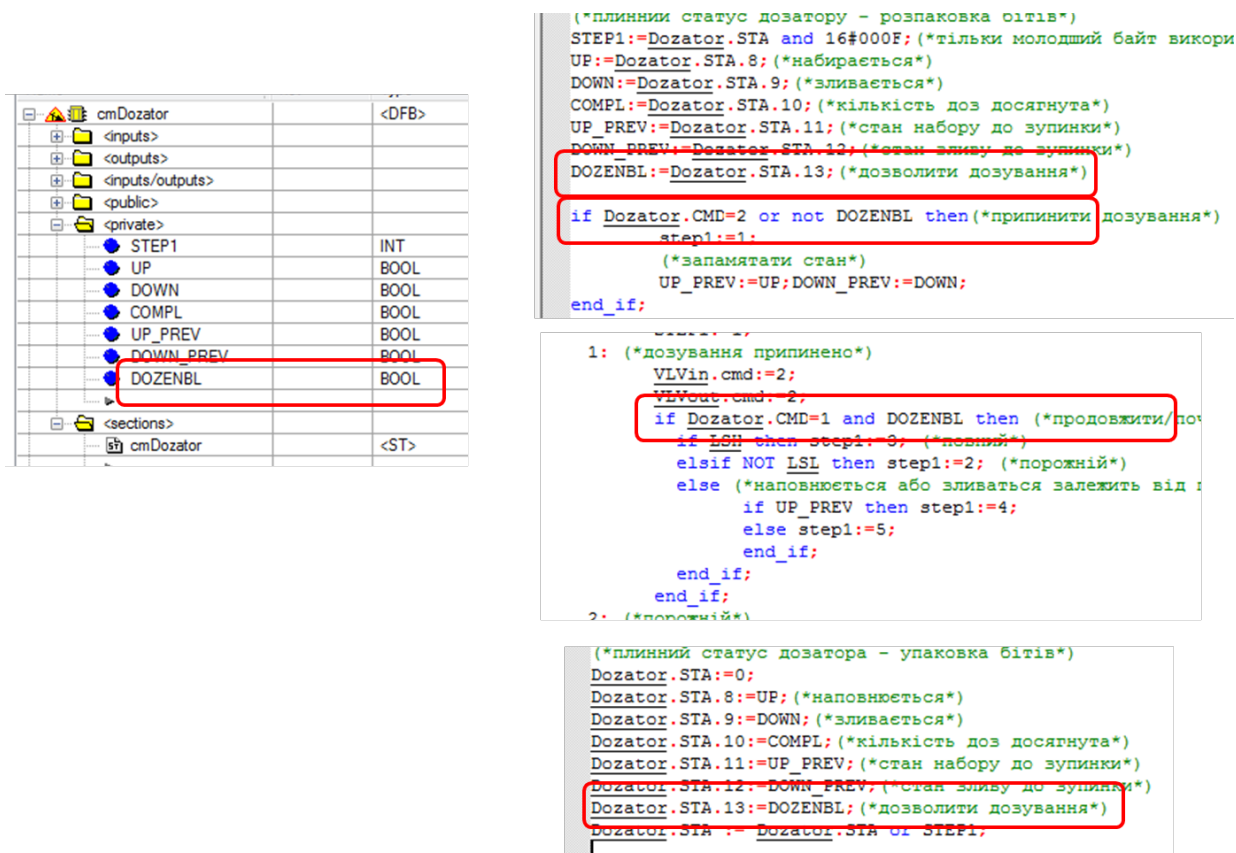 cmDozator <DFB>
<inputs>
<outputs>
<inputs/outputs>
<public>
<private>
STEP1 INT
UP BOOL
DOWN BOOL
COMPL BOOL
UP_PREV BOOL
DOWN_PREV BOOL
DOZENBL BOOL
<sections>
cmDozator <ST>
(*плинний статус дозатору - розпаковка бітів*)
STEP1:=Dozator.STA and 16#000F;(*тільки молодший байт викори
UP:=Dozator.STA.8;(*набирається*)
DOWN:=Dozator.STA.9;(*зливається*)
COMPL:=Dozator.STA.10;(*кількість доз досягнута*)
UP_PREV:=Dozator.STA.11;(*стан набору до зупинки*)
DOWN_PREV:=Dozator.STA.12;(*стан зливу до зупинки*)
DOZENBL:=Dozator.STA.13;(*дозволити дозування*)
if Dozator.CMD=2 or not DOZENBL then(*припинити дозування*)
step1:=1;
(*запамятати стан*)
UP_PREV:=UP;DOWN_PREV:=DOWN;
end_if;
1: (*дозування припинено*)
VLVin.cmd:=2;
VLVout.cmd:=2;
if Dozator.CMD=1 and DOZENBL then (*продовжити/поч
if LSH then step1:=3; (*повний*)
elsif NOT LSL then step1:=2; (*порожній*)
else (*наповнюється або зливаться залежить від
if UP_PREV then step1:=4;
else step1:=5;
end_if;
end_if;
end_if;
2: (*порожній*)
(*плинний статус дозатора - упаковка бітів*)
Dozator.STA:=0;
Dozator.STA.8:=UP;(*наповнюється*)
Dozator.STA.9:=DOWN;(*зливається*)
Dozator.STA.10:=COMPL;(*кількість доз досягнута*)
Dozator.STA.11:=UP_PREV;(*стан набору до зупинки*)
Dozator.STA.12:=DOWN_PREV;(*стан зливу до зупинки*)
Dozator.STA.13:=DOZENBL;(*дозволити дозування*)
Dozator.STA := Dozator.STA or STEP1;